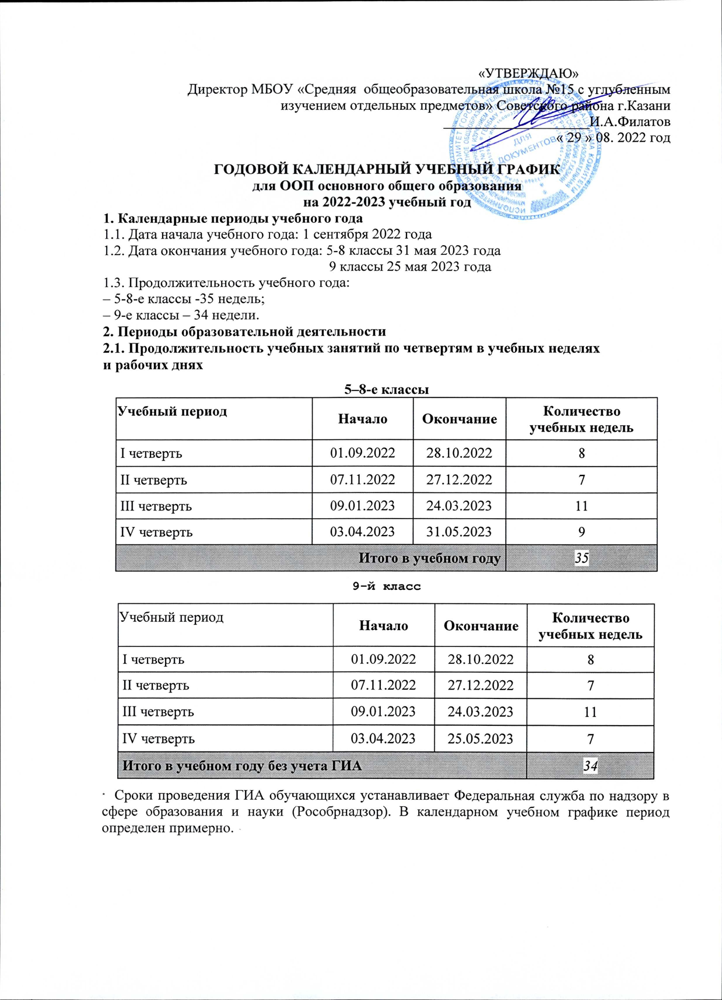 «УТВЕРЖДАЮ»
Директор МБОУ «Средняя общеобразовательная школа №15 с углубленным
изучением отдельных предметов» Советского района г.Казани
____________________И.А.Филатов
« 29 » 08. 2022 год
ДЛЯ
ДОКУМЕНТОВ
ГОДОВОЙ КАЛЕНДАРНЫЙ УЧЕБНЫЙ ГРАФИК
для ООП основного общего образования
на 2022-2023 учебный год
1. Календарные периоды учебного года
1.1. Дата начала учебного года: 1 сентября 2022 года
1.2. Дата окончания учебного года: 5-8 классы 31 мая 2023 года
9 классы 25 мая 2023 года
1.3. Продолжительность учебного года:
– 5-8-е классы -35 недель;
– 9-е классы – 34 недели.
2. Периоды образовательной деятельности
2.1. Продолжительность учебных занятий по четвертям в учебных неделях
и рабочих днях
5–8-е классы
Учебный период Начало Окончание Количество учебных недель
I четверть 01.09.2022 28.10.2022 8
II четверть 07.11.2022 27.12.2022 7
III четверть 09.01.2023 24.03.2023 11
IV четверть 03.04.2023 31.05.2023 9
Итого в учебном году 35
9-й класс
Учебный период Начало Окончание Количество учебных недель
I четверть 01.09.2022 28.10.2022 8
II четверть 07.11.2022 27.12.2022 7
III четверть 09.01.2023 24.03.2023 11
IV четверть 03.04.2023 25.05.2023 7
Итого в учебном году без учета ГИА 34
· Сроки проведения ГИА обучающихся устанавливает Федеральная служба по надзору в
сфере образования и науки (Рособрнадзор). В календарном учебном графике период
определен примерно.